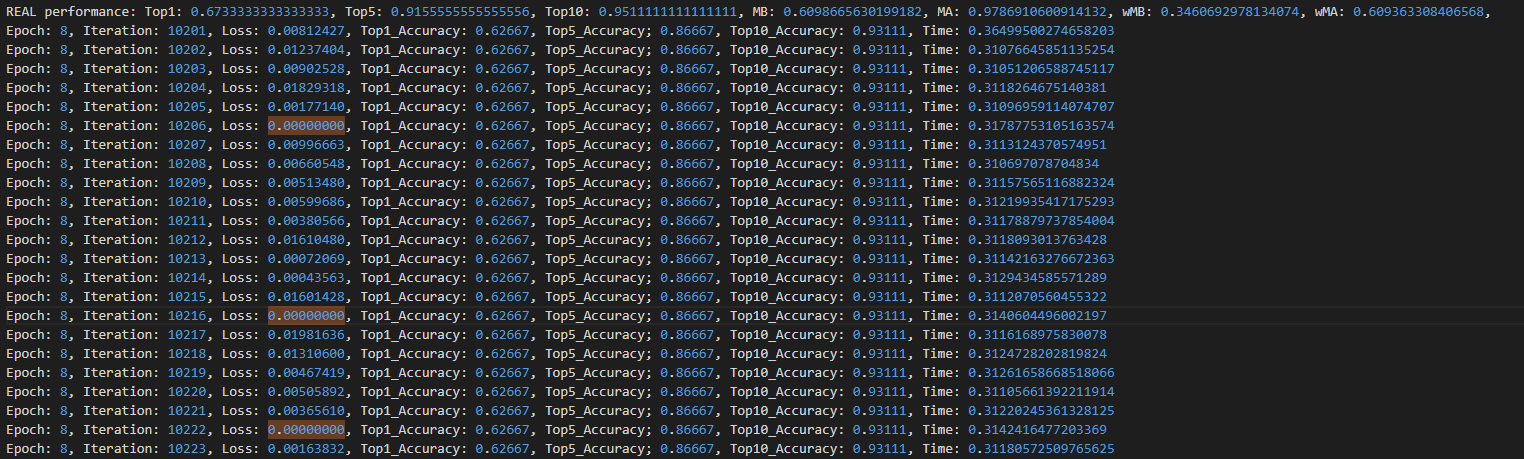 REAL performance: Top1: 0.6733333333333333, Top5: 0.9155555555555556, Top10: 0.9511111111111111, MB: 0.6098665630199182, MA: 0.9786910600914132, wMB: 0.3460692978134074, wMA: 0.609363308406568,
Epoch: 8, Iteration: 10201, Loss: 0.00812427, Top1_Accuracy: 0.62667, Top5_Accuracy; 0.86667, Top10_Accuracy: 0.93111, Time: 0.36499500274658203
Epoch: 8, Iteration: 10202, Loss: 0.01237404, Top1_Accuracy: 0.62667, Top5_Accuracy; 0.86667, Top10_Accuracy: 0.93111, Time: 0.31076645851135254
Epoch: 8, Iteration: 10203, Loss: 0.00902528, Top1_Accuracy: 0.62667, Top5_Accuracy; 0.86667, Top10_Accuracy: 0.93111, Time: 0.31051206588745117
Epoch: 8, Iteration: 10204, Loss: 0.01829318, Top1_Accuracy: 0.62667, Top5_Accuracy; 0.86667, Top10_Accuracy: 0.93111, Time: 0.3118264675140381
Epoch: 8, Iteration: 10205, Loss: 0.00177140, Top1_Accuracy: 0.62667, Top5_Accuracy; 0.86667, Top10_Accuracy: 0.93111, Time: 0.31096959114074707
Epoch: 8, Iteration: 10206, Loss: 0.00000000, Top1_Accuracy: 0.62667, Top5_Accuracy; 0.86667, Top10_Accuracy: 0.93111, Time: 0.31787753105163574
Epoch: 8, Iteration: 10207, Loss: 0.00996663, Top1_Accuracy: 0.62667, Top5_Accuracy; 0.86667, Top10_Accuracy: 0.93111, Time: 0.3113124370574951
Epoch: 8, Iteration: 10208, Loss: 0.00660548, Top1_Accuracy: 0.62667, Top5_Accuracy; 0.86667, Top10_Accuracy: 0.93111, Time: 0.310697078704834
Epoch: 8, Iteration: 10209, Loss: 0.00513480, Top1_Accuracy: 0.62667, Top5_Accuracy; 0.86667, Top10_Accuracy: 0.93111, Time: 0.31157565116882324
Epoch: 8, Iteration: 10210, Loss: 0.00599686, Top1_Accuracy: 0.62667, Top5_Accuracy; 0.86667, Top10_Accuracy: 0.93111, Time: 0.31219935417175293
Epoch: 8, Iteration: 10211, Loss: 0.00380566, Top1_Accuracy: 0.62667, Top5_Accuracy; 0.86667, Top10_Accuracy: 0.93111, Time: 0.31178879737854004
Epoch: 8, Iteration: 10212, Loss: 0.01610480, Top1_Accuracy: 0.62667, Top5_Accuracy; 0.86667, Top10_Accuracy: 0.93111, Time: 0.3118093013763428
Epoch: 8, Iteration: 10213, Loss: 0.00072069, Top1_Accuracy: 0.62667, Top5_Accuracy; 0.86667, Top10_Accuracy: 0.93111, Time: 0.31142163276672363
Epoch: 8, Iteration: 10214, Loss: 0.00043563, Top1_Accuracy: 0.62667, Top5_Accuracy; 0.86667, Top10_Accuracy: 0.93111, Time: 0.3129434585571289
Epoch: 8, Iteration: 10215, Loss: 0.01601428, Top1_Accuracy: 0.62667, Top5_Accuracy; 0.86667, Top10_Accuracy: 0.93111, Time: 0.3112070560455322
Epoch: 8, Iteration: 10216, Loss: 0.00000000, Top1_Accuracy: 0.62667, Top5_Accuracy; 0.86667, Top10_Accuracy: 0.93111, Time: 0.3140604496002197
Epoch: 8, Iteration: 10217, Loss: 0.01981636, Top1_Accuracy: 0.62667, Top5_Accuracy; 0.86667, Top10_Accuracy: 0.93111, Time: 0.3116168975830078
Epoch: 8, Iteration: 10218, Loss: 0.01310600, Top1_Accuracy: 0.62667, Top5_Accuracy; 0.86667, Top10_Accuracy: 0.93111, Time: 0.3124728202819824
Epoch: 8, Iteration: 10219, Loss: 0.00467419, Top1_Accuracy: 0.62667, Top5_Accuracy; 0.86667, Top10_Accuracy: 0.93111, Time: 0.31261658668518066
Epoch: 8, Iteration: 10220, Loss: 0.00505892, Top1_Accuracy: 0.62667, Top5_Accuracy; 0.86667, Top10_Accuracy: 0.93111, Time: 0.31105661392211914
Epoch: 8, Iteration: 10221, Loss: 0.00365610, Top1_Accuracy: 0.62667, Top5_Accuracy; 0.86667, Top10_Accuracy: 0.93111, Time: 0.31220245361328125
Epoch: 8, Iteration: 10222, Loss: 0.00000000, Top1_Accuracy: 0.62667, Top5_Accuracy; 0.86667, Top10_Accuracy: 0.93111, Time: 0.3142416477203369
Epoch: 8, Iteration: 10223, Loss: 0.00163832, Top1_Accuracy: 0.62667, Top5_Accuracy; 0.86667, Top10_Accuracy: 0.93111, Time: 0.31180572509765625